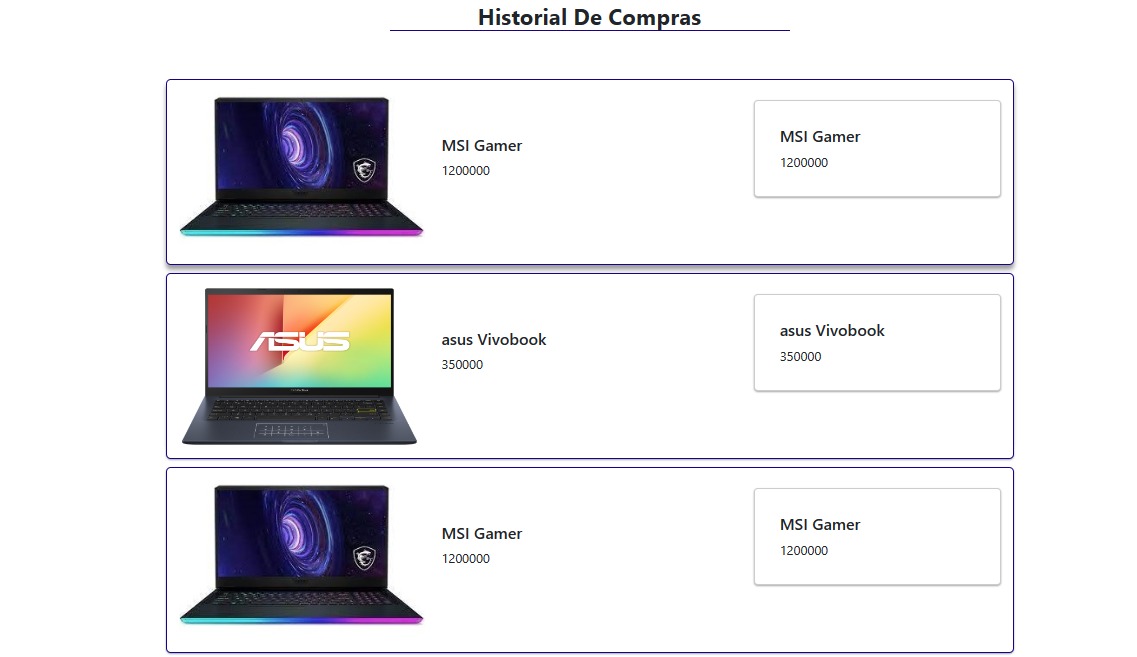 Historial De Compras
MSI Gamer
1200000
MSI Gamer
1200000
ASUS
asus Vivobook
350000
asus Vivobook
350000
MSI Gamer
1200000
MSI Gamer
1200000